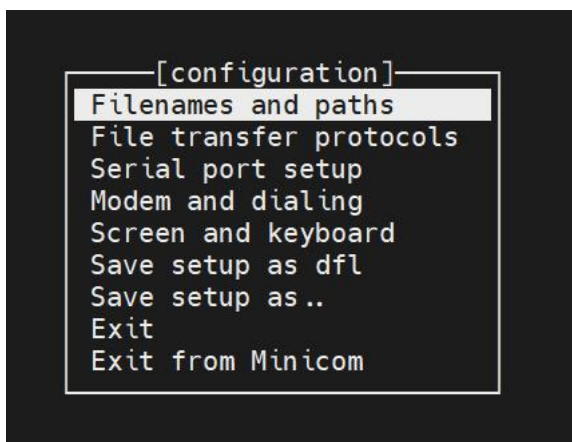 [configuration]
Filenames and paths
File transfer protocols
Serial port setup
Modem and dialing
Screen and keyboard
Save setup as dfl
Save setup as..
Exit
Exit from Minicom